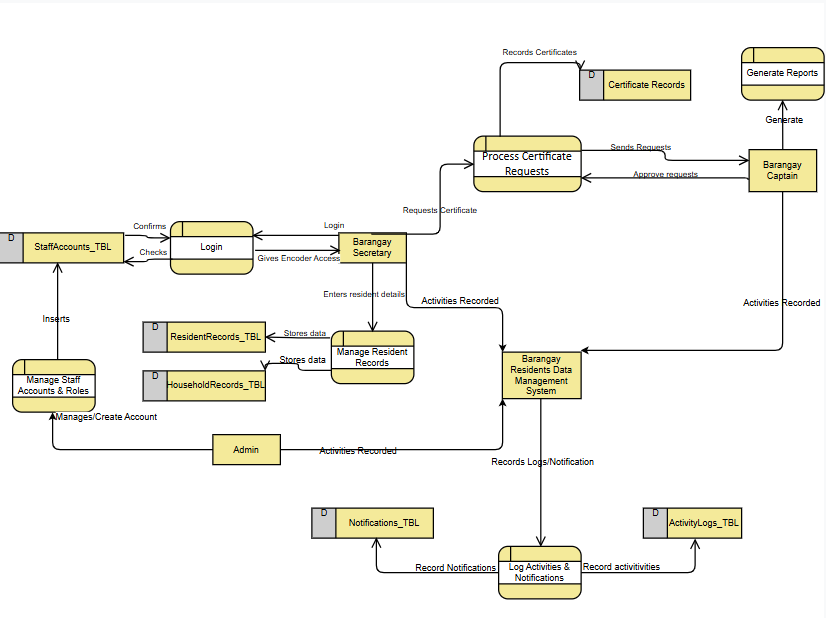 Records Certificates
D
Certificate Records
Generate Reports
Generate
Process Certificate
Requests
Sends Requests
Approve requests
Barangay
Captain
Requests Certificate
D
StaffAccounts_TBL
Confirms
Checks
Login
Login
Gives Encoder Access
Barangay
Secretary
Enters resident details
Activities Recorded
Activities Recorded
Inserts
D
ResidentRecords_TBL
Stores data
Stores data
D
HouseholdRecords_TBL
Manage Resident
Records
Manage Staff
Accounts & Roles
Manages/Create Account
Barangay
Residents Data
Management
System
Admin
Activities Recorded
Records Logs/Notification
D
Notifications_TBL
D
ActivityLogs_TBL
Record Notifications
Log Activities &
Notifications
Record activitivities